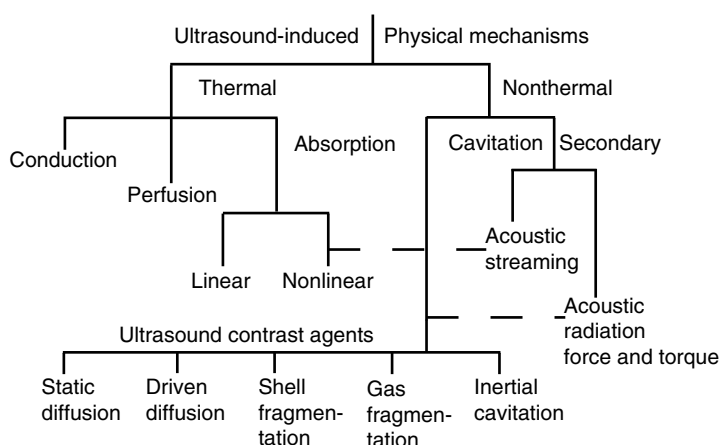 Ultrasound-induced Physical mechanisms
Thermal
Nonthermal
Absorption
Cavitation
Secondary
Conduction
Perfusion
Linear
Nonlinear
Acoustic
streaming
Acoustic
radiation
force and torque
Ultrasound contrast agents
Static
diffusion
Driven
diffusion
Shell
fragmen-
tation
Gas
fragmen-
tation
Inertial
cavitation